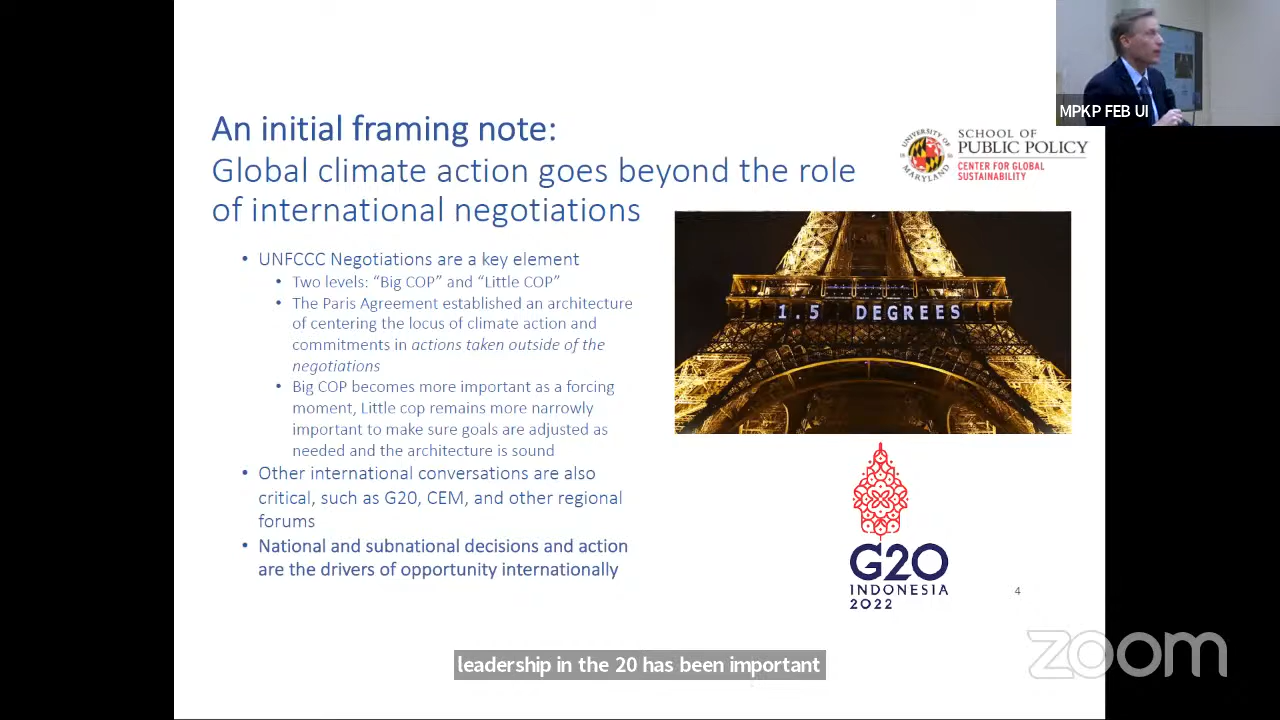 MPKP FEB UI
An initial framing note:
Global climate action goes beyond the role
of international negotiations
UNIVERSITY OF
MARYLAND
18 56
SCHOOL OF
PUBLIC POLICY
CENTER FOR GLOBAL
SUSTAINABILITY
• UNFCCC Negotiations are a key element
• Two levels: “Big COP” and “Little COP”
• The Paris Agreement established an architecture
of centering the locus of climate action and
commitments in actions taken outside of the
negotiations
• Big COP becomes more important as a forcing
moment, Little cop remains more narrowly
important to make sure goals are adjusted as
needed and the architecture is sound
• Other international conversations are also
critical, such as G20, CEM, and other regional
forums
• National and subnational decisions and action
are the drivers of opportunity internationally
1.5 DEGREES
G20
INDONESIA
2022
4
leadership in the 20 has been important
zoom